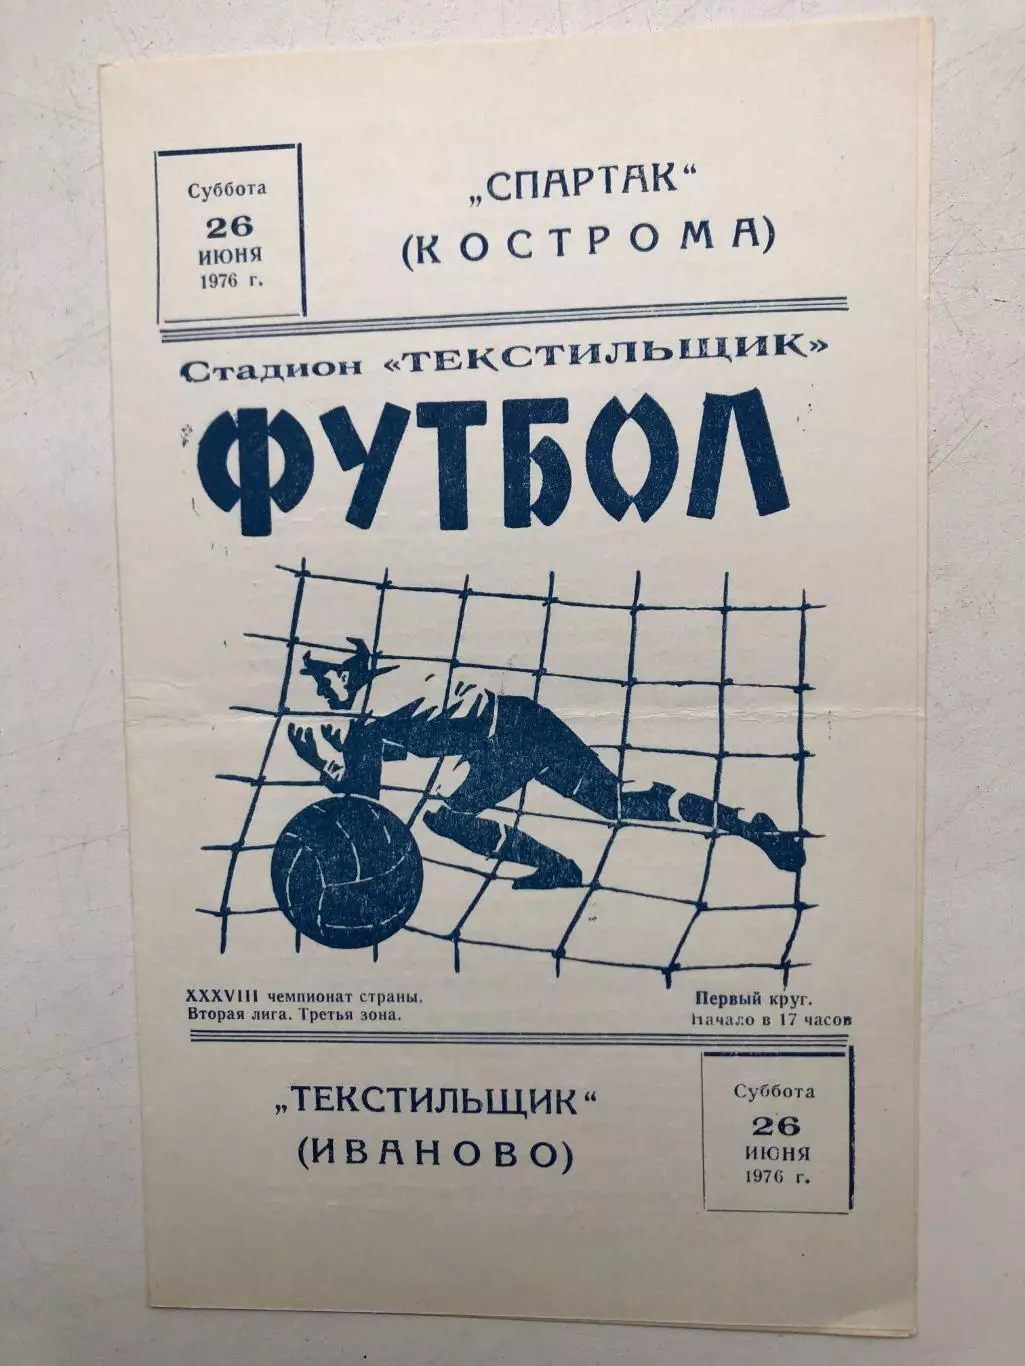 Суббота
26
ИЮНЯ
1976 г.
„СПАРТАК“
(КОСТРОМА)
Стадион «ТЕКСТИЛЬЩИК»
ФУТБОЛ
XXXVIII чемпионат страны.
Вторая лига. Третья зона.
Первый круг.
Начало в 17 часов
„ТЕКСТИЛЬЩИК“
(ИВАНОВО)
Суббота
26
ИЮНЯ
1976 г.